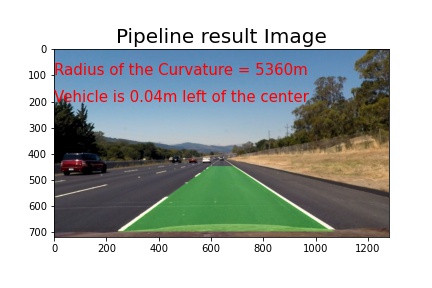 Pipeline result Image
Radius of the Curvature = 5360m
Vehicle is 0.04m left of the center
0
100
200
300
400
500
600
700
0 200 400 600 800 1000 1200